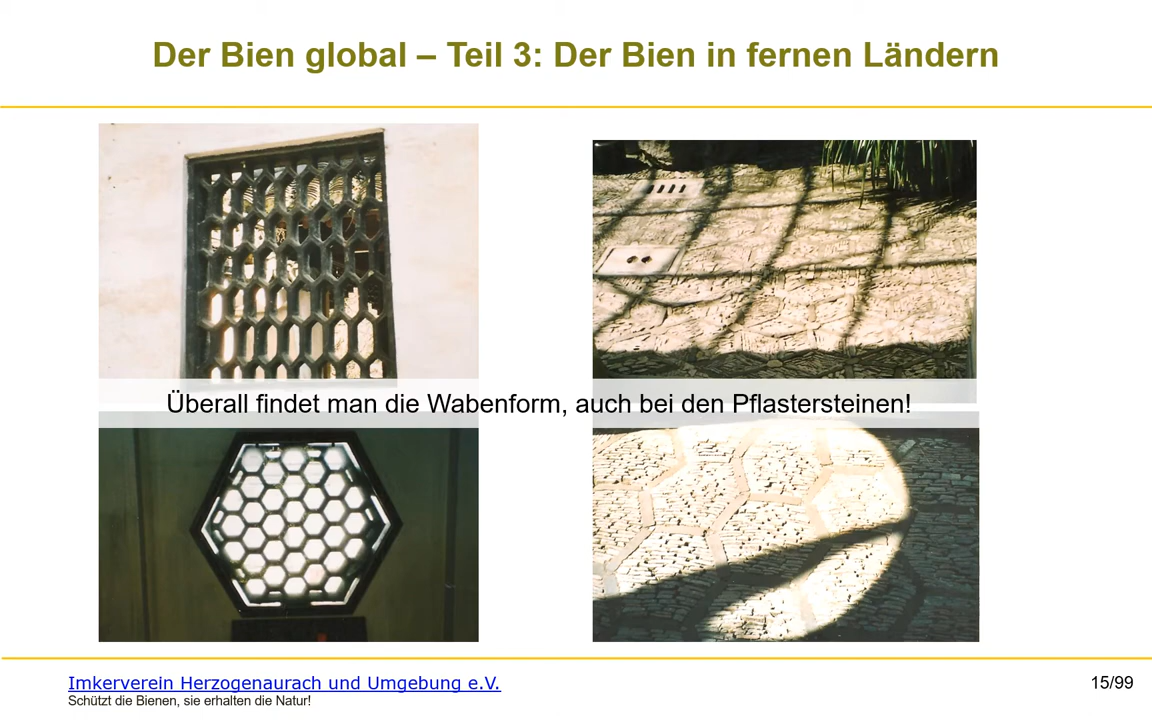 Der Bien global – Teil 3: Der Bien in fernen Ländern
Überall findet man die Wabenform, auch bei den Pflastersteinen!
Imkerverein Herzogenaurach und Umgebung e.V.
Schützt die Bienen, sie erhalten die Natur!
15/99